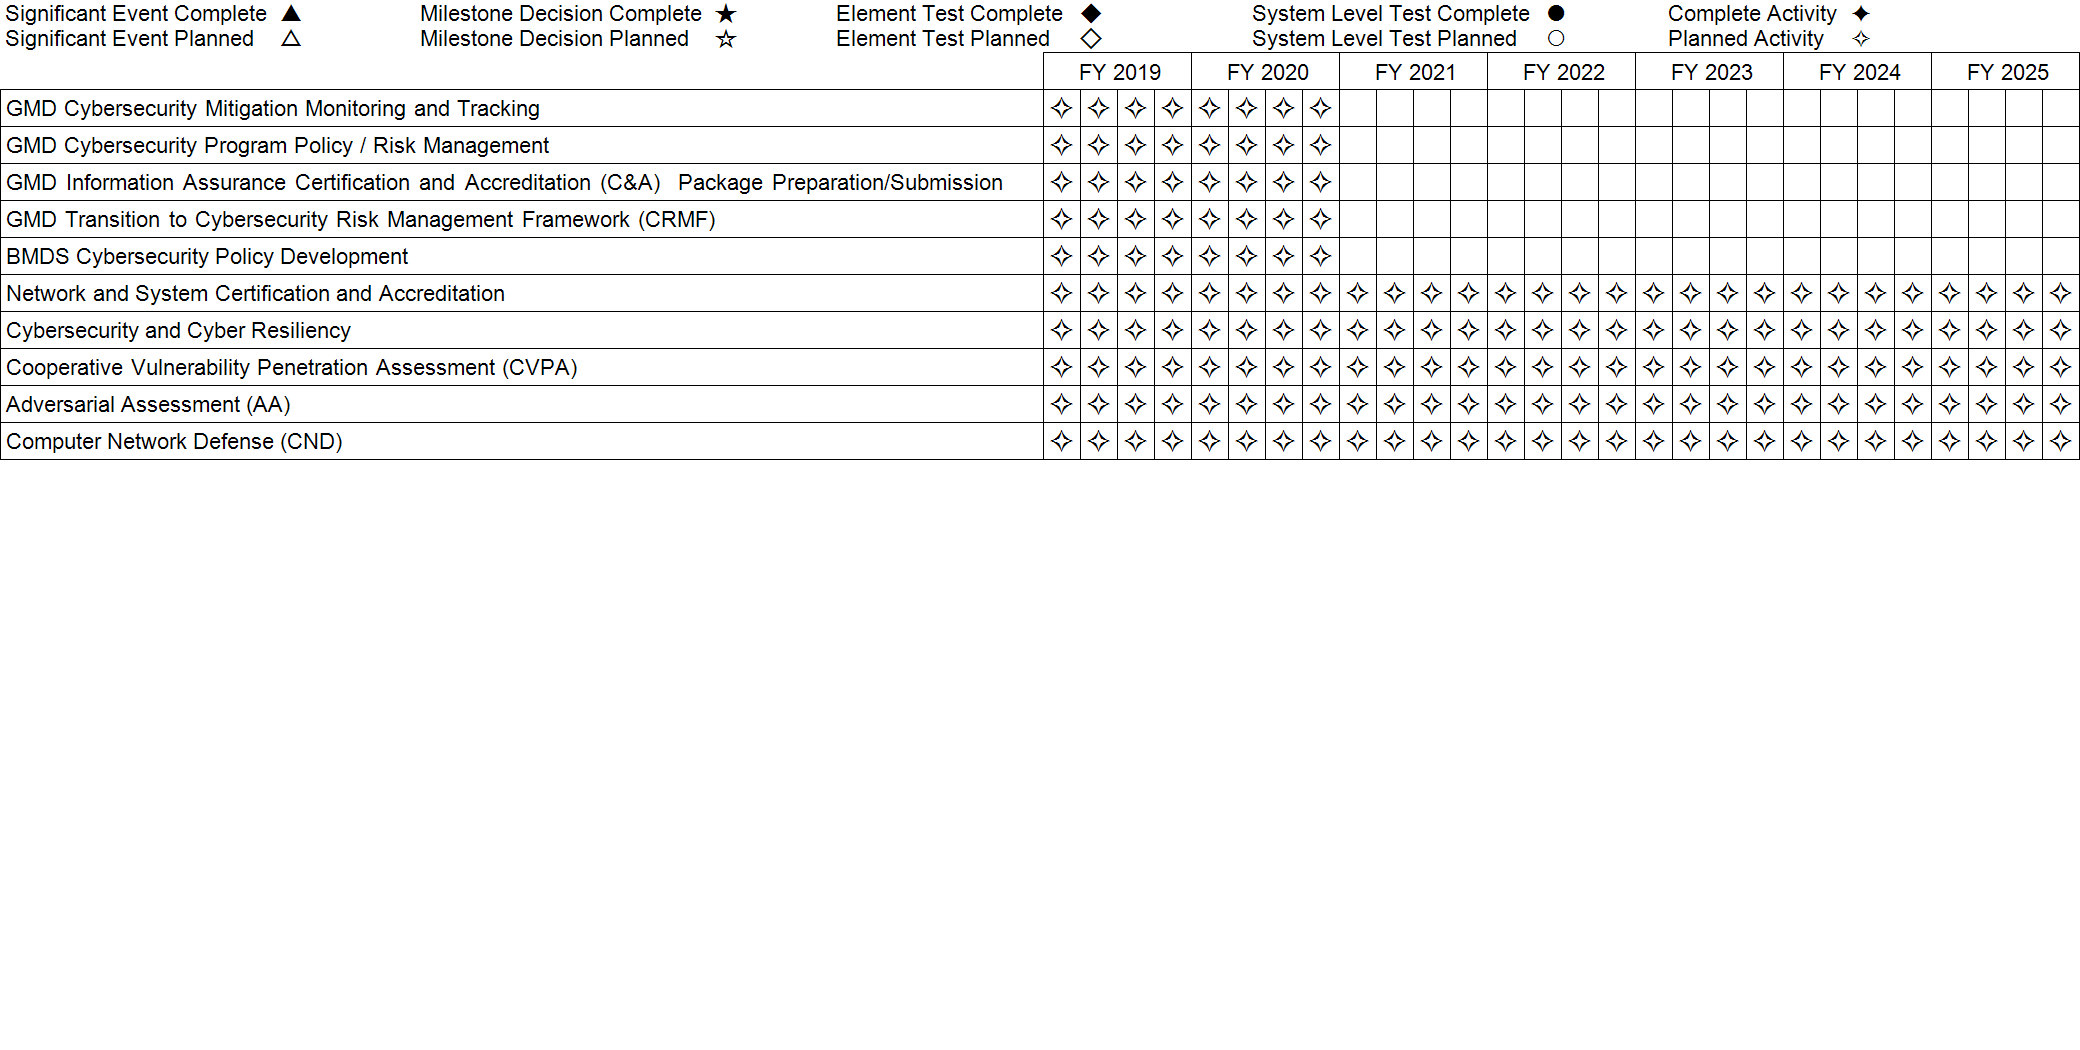 Significant Event Complete ▲ Milestone Decision Complete ★ Element Test Complete ◆ System Level Test Complete ● Complete Activity ✦
Significant Event Planned △ Milestone Decision Planned ☆ Element Test Planned ◇ System Level Test Planned ○ Planned Activity ✧
FY 2019 FY 2020 FY 2021 FY 2022 FY 2023 FY 2024 FY 2025
GMD Cybersecurity Mitigation Monitoring and Tracking ✧ ✧ ✧ ✧ ✧ ✧ ✧ ✧
GMD Cybersecurity Program Policy / Risk Management ✧ ✧ ✧ ✧ ✧ ✧ ✧ ✧
GMD Information Assurance Certification and Accreditation (C&A) Package Preparation/Submission ✧ ✧ ✧ ✧ ✧ ✧ ✧ ✧
GMD Transition to Cybersecurity Risk Management Framework (CRMF) ✧ ✧ ✧ ✧ ✧ ✧ ✧ ✧
BMDS Cybersecurity Policy Development ✧ ✧ ✧ ✧ ✧ ✧ ✧ ✧
Network and System Certification and Accreditation ✧ ✧ ✧ ✧ ✧ ✧ ✧ ✧ ✧ ✧ ✧ ✧ ✧ ✧ ✧ ✧ ✧ ✧ ✧ ✧ ✧ ✧ ✧ ✧ ✧ ✧ ✧ ✧
Cybersecurity and Cyber Resiliency ✧ ✧ ✧ ✧ ✧ ✧ ✧ ✧ ✧ ✧ ✧ ✧ ✧ ✧ ✧ ✧ ✧ ✧ ✧ ✧ ✧ ✧ ✧ ✧ ✧ ✧ ✧ ✧
Cooperative Vulnerability Penetration Assessment (CVPA) ✧ ✧ ✧ ✧ ✧ ✧ ✧ ✧ ✧ ✧ ✧ ✧ ✧ ✧ ✧ ✧ ✧ ✧ ✧ ✧ ✧ ✧ ✧ ✧ ✧ ✧ ✧ ✧
Adversarial Assessment (AA) ✧ ✧ ✧ ✧ ✧ ✧ ✧ ✧ ✧ ✧ ✧ ✧ ✧ ✧ ✧ ✧ ✧ ✧ ✧ ✧ ✧ ✧ ✧ ✧ ✧ ✧ ✧ ✧
Computer Network Defense (CND) ✧ ✧ ✧ ✧ ✧ ✧ ✧ ✧ ✧ ✧ ✧ ✧ ✧ ✧ ✧ ✧ ✧ ✧ ✧ ✧ ✧ ✧ ✧ ✧ ✧ ✧ ✧ ✧